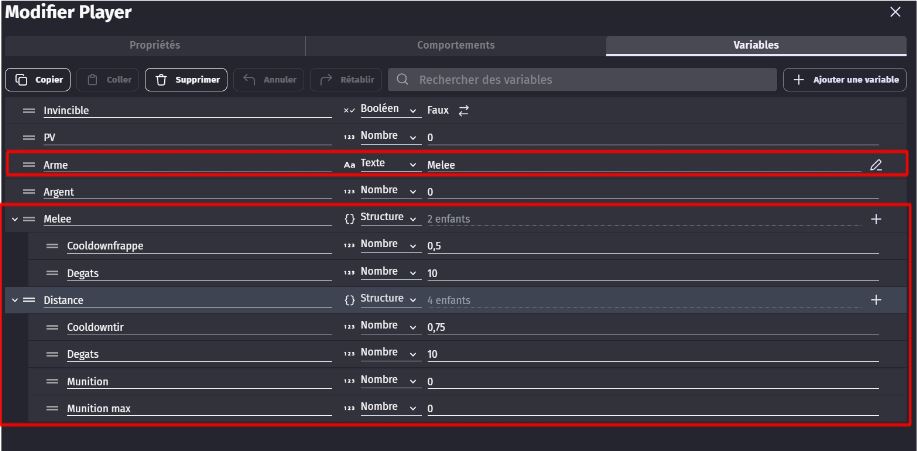 Modifier Player
Propriétés Comportements Variables
Copier Coller Supprimer Annuler Rétablir Rechercher des variables Ajouter une variable
Invincible Booléen Faux
PV 123 Nombre 0
Arme Aa Texte Melee
Argent 123 Nombre 0
Melee {} Structure 2 enfants
Cooldownfrappe 123 Nombre 0,5
Degats 123 Nombre 10
Distance {} Structure 4 enfants
Cooldowntir 123 Nombre 0,75
Degats 123 Nombre 10
Munition 123 Nombre 0
Munition max 123 Nombre 0